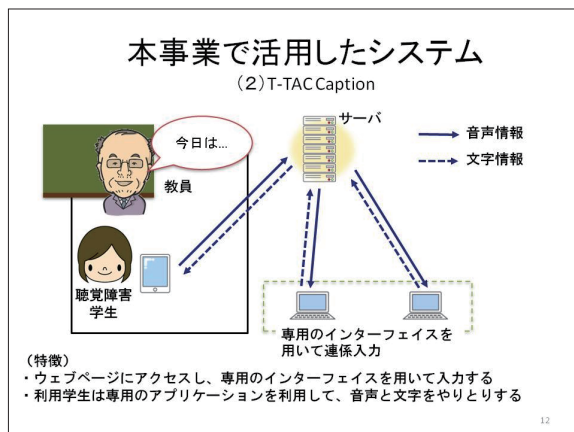 本事業で活用したシステム
（2）T-TAC Caption
サーバ
今日は...
音声情報
文字情報
教員
聴覚障害
学生
専用のインターフェイスを
用いて連係入力
（特徴）
・ウェブページにアクセスし、専用のインターフェイスを用いて入力する
・利用学生は専用のアプリケーションを利用して、音声と文字をやりとりする
12